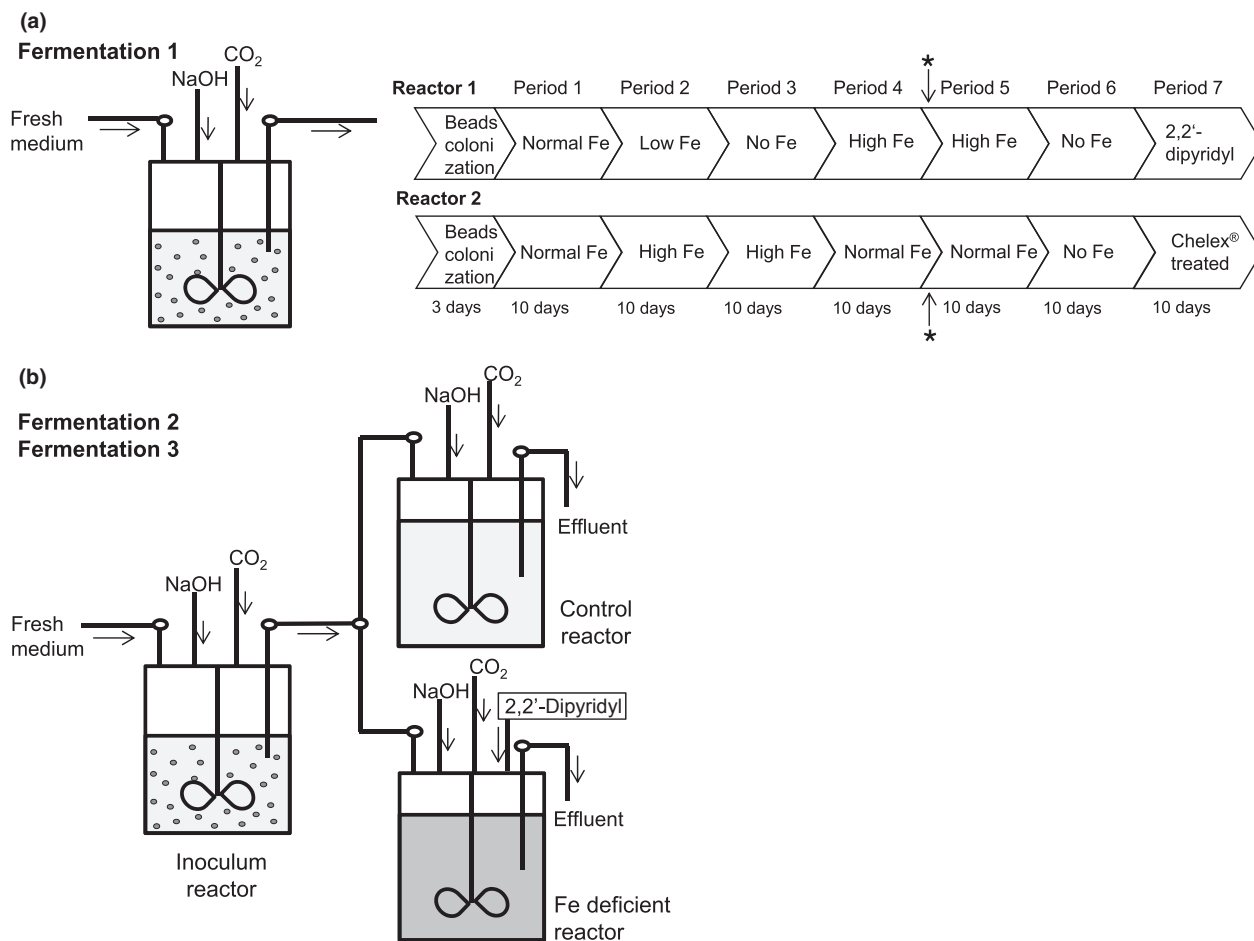 (a)
Fermentation 1
CO2
NaOH
Fresh
medium
*
Reactor 1
Period 1
Period 2
Period 3
Period 4
Period 5
Period 6
Period 7
Beads
coloni
zation
Normal Fe
Low Fe
No Fe
High Fe
High Fe
No Fe
2,2‘-
dipyridyl
Reactor 2
Beads
coloni
zation
Normal Fe
High Fe
High Fe
Normal Fe
Normal Fe
No Fe
Chelex®
treated
3 days
10 days
10 days
10 days
10 days
10 days
10 days
10 days
*
(b)
Fermentation 2
Fermentation 3
CO2
NaOH
Effluent
Control
reactor
CO2
NaOH
Fresh
medium
Inoculum
reactor
CO2
NaOH
2,2’-Dipyridyl
Effluent
Fe deficient
reactor